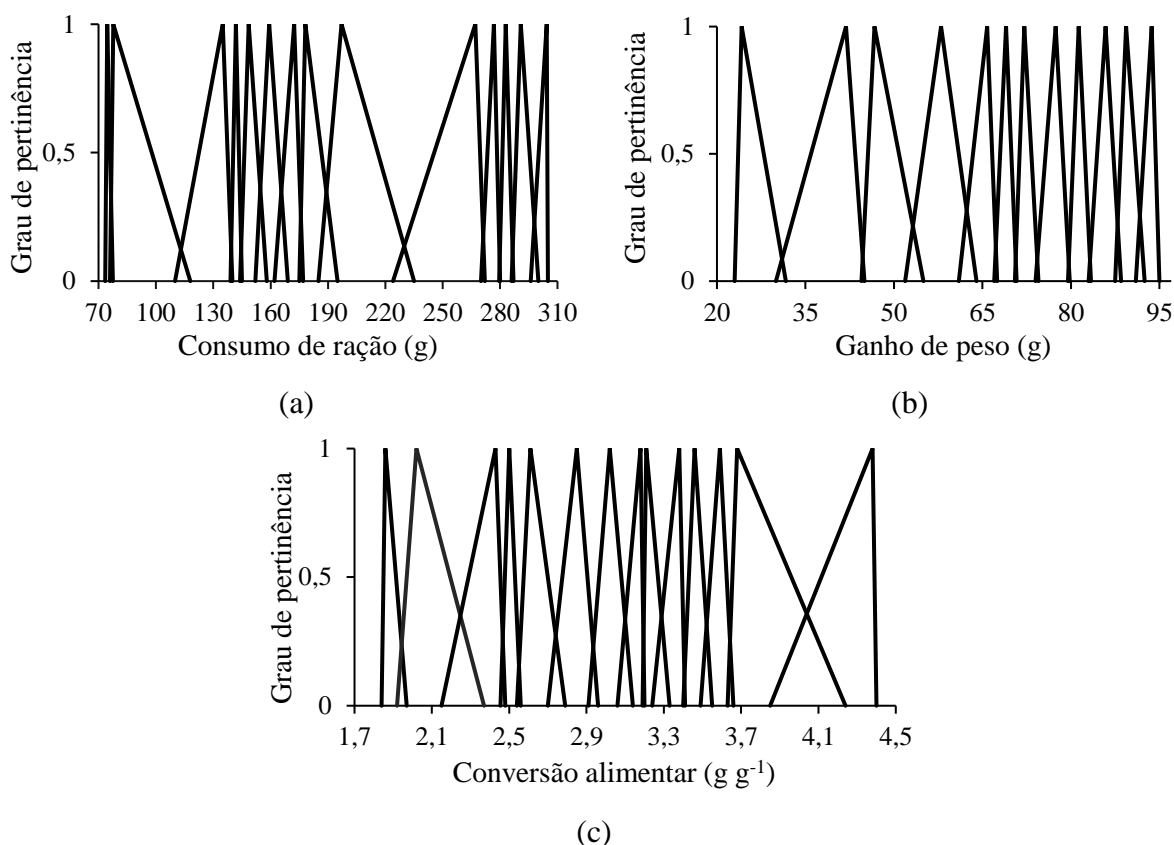 Grau de pertinência
1
0,5
0
70 100 130 160 190 220 250 280 310
Consumo de ração (g)
(a)
Grau de pertinência
1
0,5
0
20 35 50 65 80 95
Ganho de peso (g)
(b)
Grau de pertinência
1
0,5
0
1,7 2,1 2,5 2,9 3,3 3,7 4,1 4,5
Conversão alimentar (g g⁻¹)
(c)